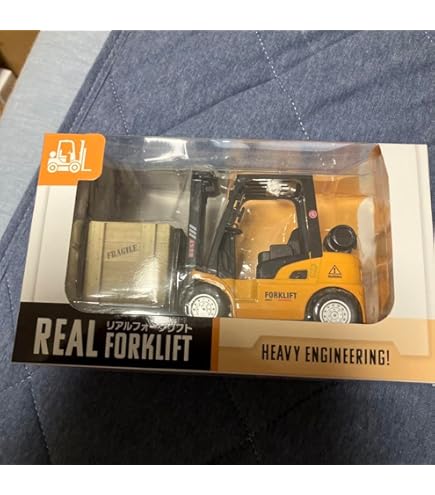 FRAGILE
FORKLIFT
リアルフォークリフト
REAL FORKLIFT
HEAVY ENGINEERING!